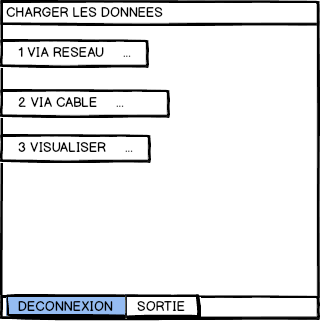 CHARGER LES DONNEES
1 VIA RESEAU ...
2 VIA CABLE ...
3 VISUALISER ...
DECONNEXION SORTIE